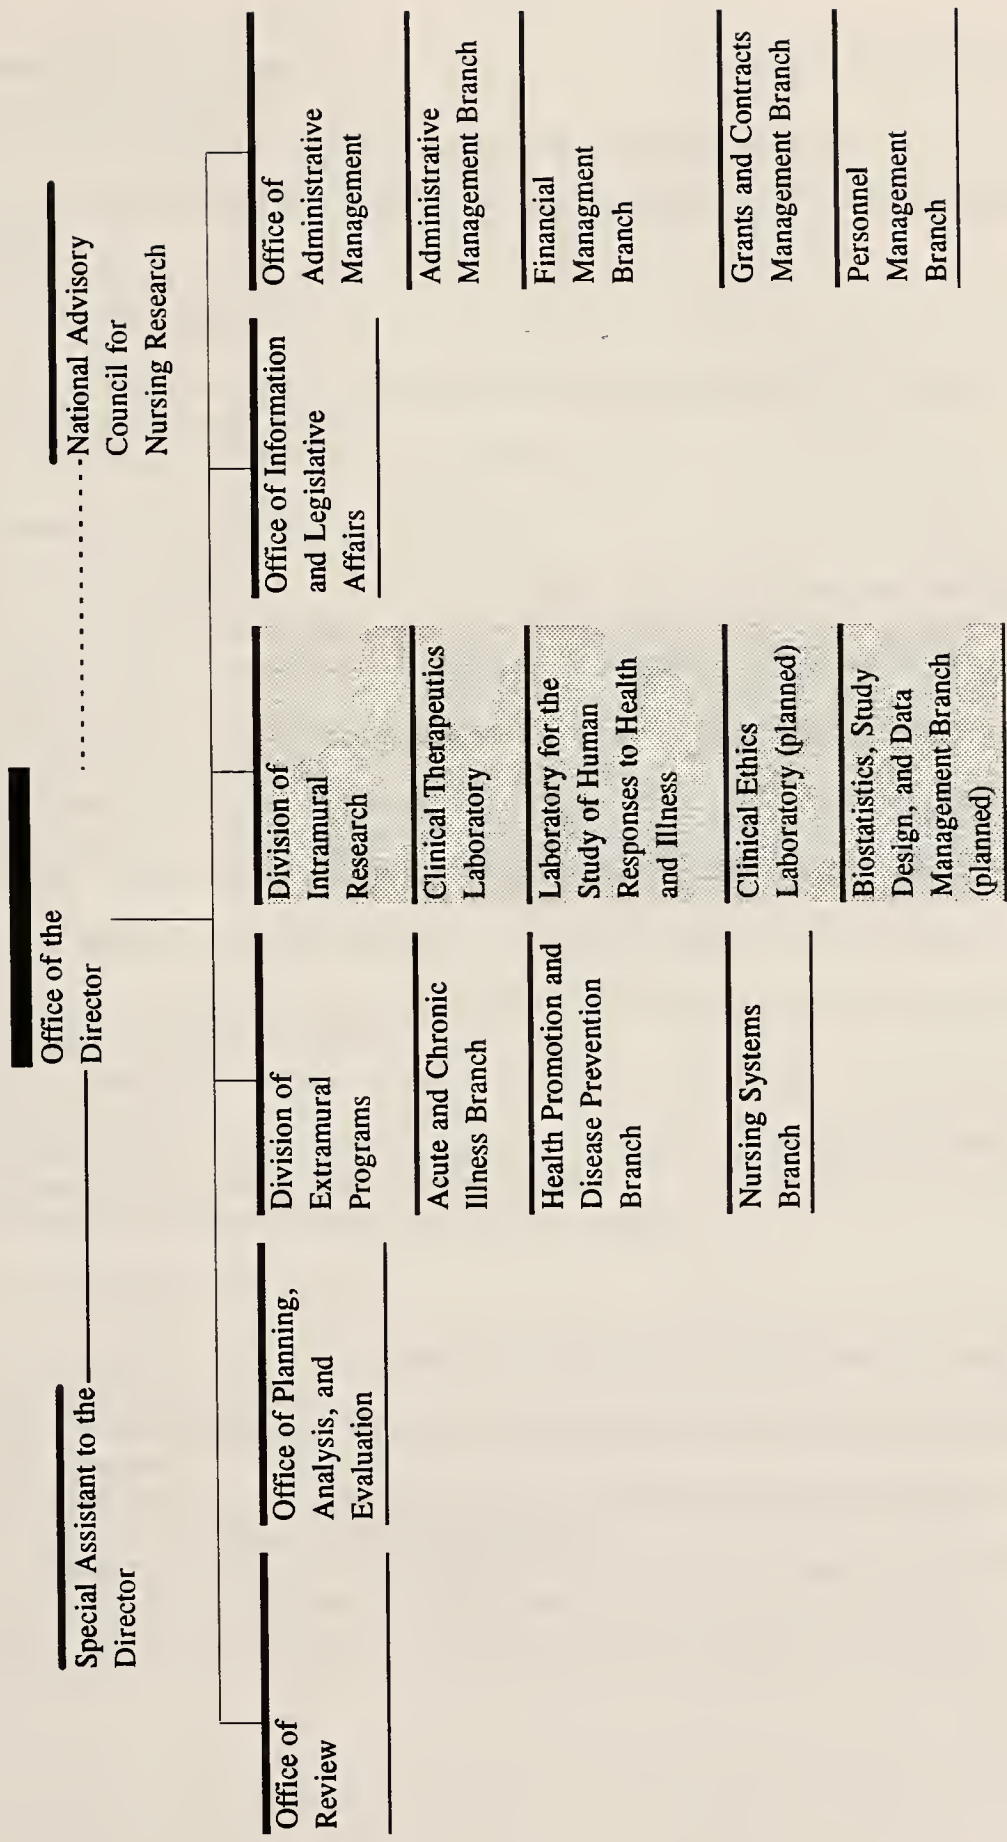 Office of the
Director
Special Assistant to the
Director
National Advisory
Council for
Nursing Research
Office of
Review
Office of Planning,
Analysis, and
Evaluation
Division of
Extramural
Programs
Acute and Chronic
Illness Branch
Health Promotion and
Disease Prevention
Branch
Nursing Systems
Branch
Division of
Intramural
Research
Clinical Therapeutics
Laboratory
Laboratory for the
Study of Human
Responses to Health
and Illness
Clinical Ethics
Laboratory (planned)
Biostatistics, Study
Design, and Data
Management Branch
(planned)
Office of Information
and Legislative
Affairs
Office of
Administrative
Management
Administrative
Management Branch
Financial
Managment
Branch
Grants and Contracts
Management Branch
Personnel
Management
Branch